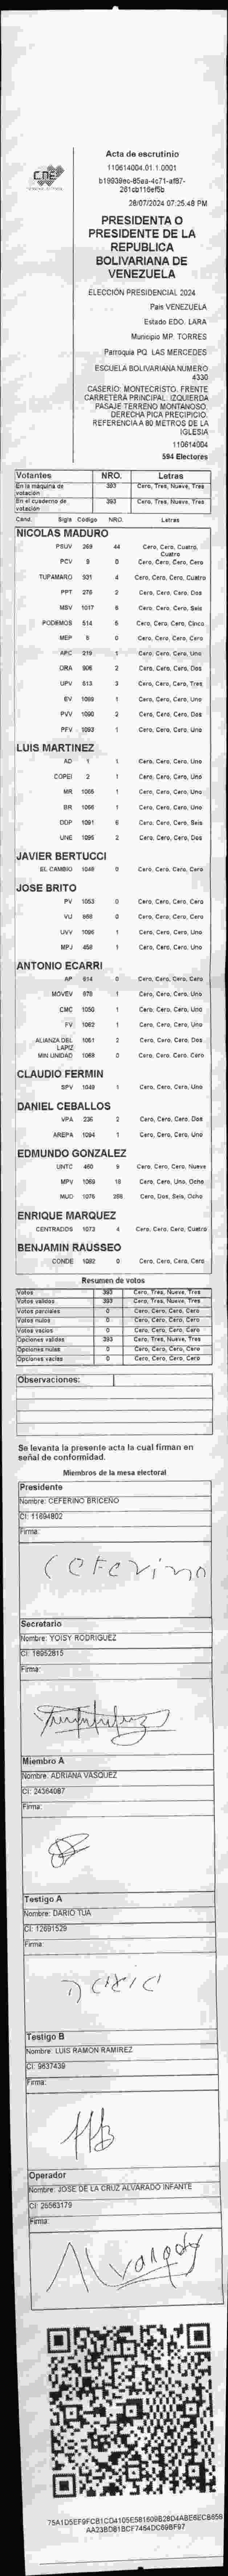 CNE
Acta de escrutinio
110614004.01.1.0001
28/07/2024 07:25:48 PM
PRESIDENTA O
PRESIDENTE DE LA
REPUBLICA
BOLIVARIANA DE
VENEZUELA
ELECCIÓN PRESIDENCIAL 2024
Pais VENEZUELA
Estado EDO. LARA
Municipio MP. TORRES
Parroquia PQ. LAS MERCEDES
ESCUELA BOLIVARIANA NUMERO
4330
CASERIO: MONTECRISTO. FRENTE
CARRETERA PRINCIPAL. IZQUIERDA
PASAJE TERRENO MONTAÑOSO.
DERECHA PICA PRECIPICIO.
REFERENCIA A 80 METROS DE LA
IGLESIA
110614004
594 Electores
Votantes NRO. Letras
En la máquina de votación 393 Cero, Tres, Nueve, Tres
En el cuaderno de votación 393 Cero, Tres, Nueve, Tres
Cand. Sigla Código NRO. Letras
NICOLAS MADURO
PSUV 269 44 Cero, Cero, Cuatro, Cuatro
PCV 9 0 Cero, Cero, Cero, Cero
TUPAMARO 931 4 Cero, Cero, Cero, Cuatro
PPT 275 2 Cero, Cero, Cero, Dos
MSV 1017 6 Cero, Cero, Cero, Seis
PODEMOS 514 5 Cero, Cero, Cero, Cinco
MEP 5 0 Cero, Cero, Cero, Cero
APC 219 1 Cero, Cero, Cero, Uno
ORA 906 2 Cero, Cero, Cero, Dos
UPV 613 3 Cero, Cero, Cero, Tres
EV 1089 1 Cero, Cero, Cero, Uno
PVV 1090 2 Cero, Cero, Cero, Dos
PFV 1093 1 Cero, Cero, Cero, Uno
LUIS MARTINEZ
AD 1 1 Cero, Cero, Cero, Uno
COPEI 2 1 Cero, Cero, Cero, Uno
MR 1065 1 Cero, Cero, Cero, Uno
BR 1066 1 Cero, Cero, Cero, Uno
DDP 1091 6 Cero, Cero, Cero, Seis
UNE 1095 2 Cero, Cero, Cero, Dos
JAVIER BERTUCCI
EL CAMBIO 1048 0 Cero, Cero, Cero, Cero
JOSE BRITO
PV 1053 0 Cero, Cero, Cero, Cero
VU 868 0 Cero, Cero, Cero, Cero
UVV 1096 1 Cero, Cero, Cero, Uno
MPJ 458 1 Cero, Cero, Cero, Uno
ANTONIO ECARRI
AP 614 0 Cero, Cero, Cero, Cero
MOVEV 979 1 Cero, Cero, Cero, Uno
CMC 1050 1 Cero, Cero, Cero, Uno
FV 1062 1 Cero, Cero, Cero, Uno
ALIANZA DEL LAPIZ 1061 2 Cero, Cero, Cero, Dos
MIN UNIDAD 1068 0 Cero, Cero, Cero, Cero
CLAUDIO FERMIN
SPV 1049 1 Cero, Cero, Cero, Uno
DANIEL CEBALLOS
VPA 236 2 Cero, Cero, Cero, Dos
AREPA 1094 1 Cero, Cero, Cero, Uno
EDMUNDO GONZALEZ
UNTC 460 9 Cero, Cero, Cero, Nueve
MPV 1069 18 Cero, Cero, Uno, Ocho
MUD 1076 268 Cero, Dos, Seis, Ocho
ENRIQUE MARQUEZ
CENTRADOS 1073 4 Cero, Cero, Cero, Cuatro
BENJAMIN RAUSSEO
CONDE 1092 0 Cero, Cero, Cero, Cero
Resumen de votos
Votos 393 Cero, Tres, Nueve, Tres
Votos válidos 393 Cero, Tres, Nueve, Tres
Votos parciales 0 Cero, Cero, Cero, Cero
Votos nulos 0 Cero, Cero, Cero, Cero
Votos vacíos 0 Cero, Cero, Cero, Cero
Opciones válidas 393 Cero, Tres, Nueve, Tres
Opciones nulas 0 Cero, Cero, Cero, Cero
Opciones vacías 0 Cero, Cero, Cero, Cero
Observaciones:
Se levanta la presente acta la cual firman en
señal de conformidad.
Miembros de la mesa electoral
Presidente
Nombre: CEFERINO BRICENO
CI: 11694802
Firma:
Ceferino
Secretario
Nombre: YOISY RODRIGUEZ
CI: 18952815
Firma:
Miembro A
Nombre: ADRIANA VASQUEZ
CI: 24364087
Firma:
Testigo A
Nombre: DARIO TUA
CI: 12691529
Firma:
Dario
Testigo B
Nombre: LUIS RAMON RAMIREZ
CI: 9637439
Firma:
Operador
Nombre: JOSE DE LA CRUZ ALVARADO INFANTE
CI: 26563179
Firma:
Alvarado